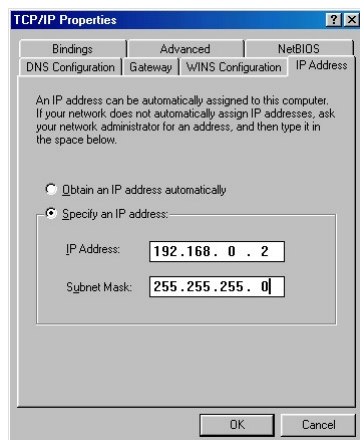 TCP/IP Properties ? ×
Bindings Advanced NetBIOS
DNS Configuration Gateway WINS Configuration IP Address
An IP address can be automatically assigned to this computer.
If your network does not automatically assign IP addresses, ask
your network administrator for an address, and then type it in
the space below.
Obtain an IP address automatically
Specify an IP address:
IP Address: 192.168. 0 . 2
Subnet Mask: 255.255.255. 0
OK Cancel